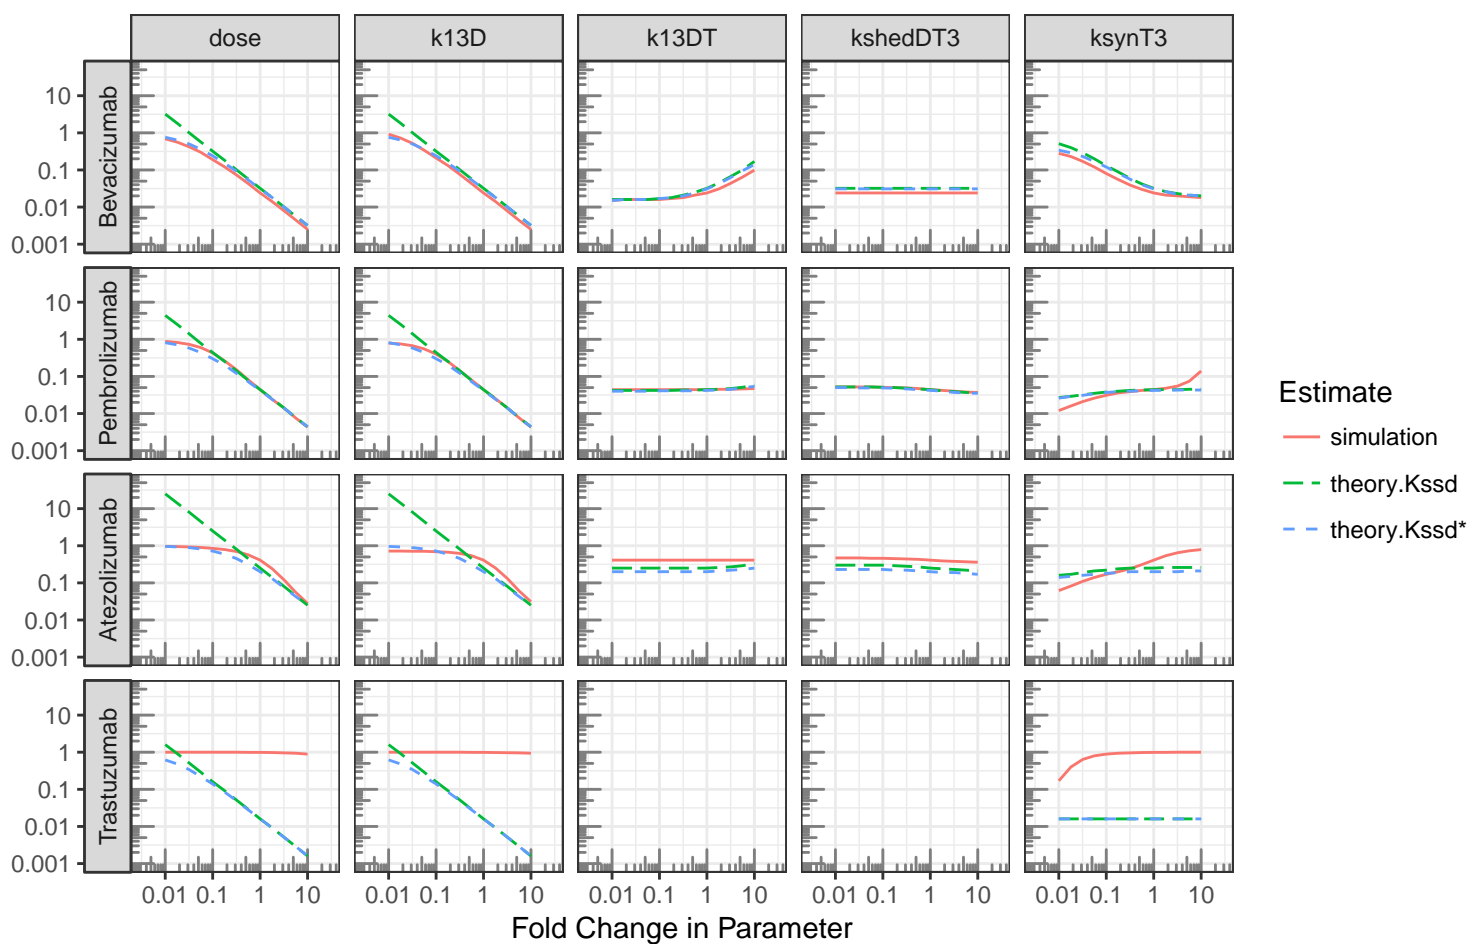 dose k13D k13DT kshedDT3 ksynT3
Bevacizumab
10
1
0.1
0.01
0.001
Pembrolizumab
10
1
0.1
0.01
0.001
Atezolizumab
10
1
0.1
0.01
0.001
Trastuzumab
10
1
0.1
0.01
0.001
0.01 0.1 1 10 0.01 0.1 1 10 0.01 0.1 1 10 0.01 0.1 1 10 0.01 0.1 1 10
Fold Change in Parameter
Estimate
simulation
theory.Kssd
theory.Kssd*